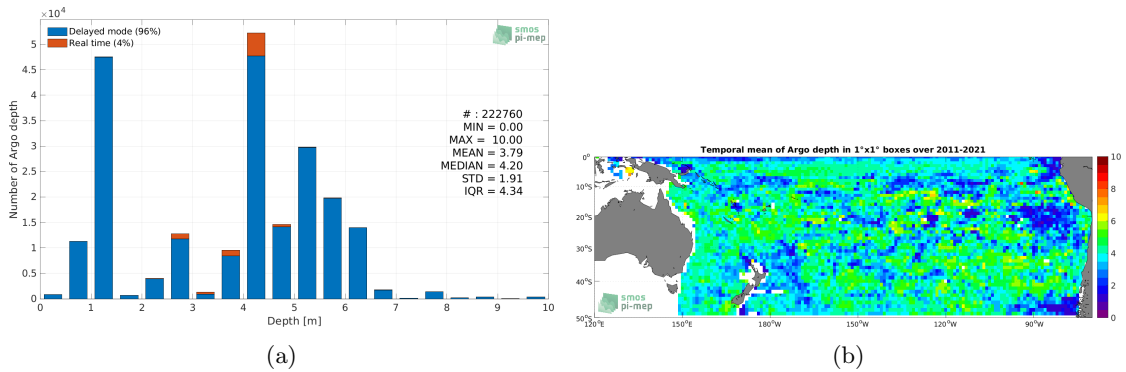 ×10⁴
Delayed mode (96%)
Real time (4%)
smos
pi-mep
5
4.5
4
3.5
3
2.5
2
1.5
1
0.5
0
Number of Argo depth
# : 222760
MIN = 0.00
MAX = 10.00
MEAN = 3.79
MEDIAN = 4.20
STD = 1.91
IQR = 4.34
0 1 2 3 4 5 6 7 8 9 10
Depth [m]
(a)
Temporal mean of Argo depth in 1°x1° boxes over 2011-2021
0°
10°S
20°S
30°S
40°S
50°S
smos
pi-mep
120°E 150°E 180°W 150°W 120°W 90°W
10
8
6
4
2
0
(b)